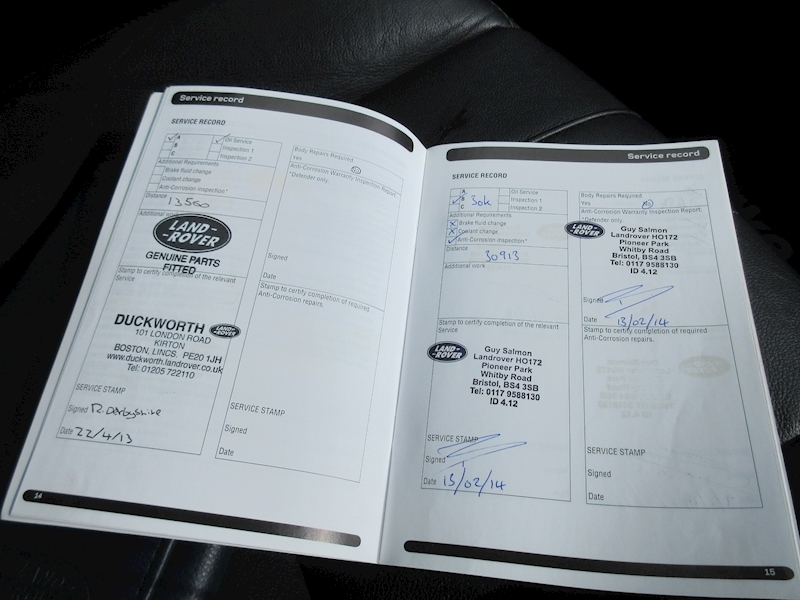 Service record
SERVICE RECORD
A
B
C
Oil Service
Inspection 1
Inspection 2
Additional Requirements
Brake fluid change
Coolant change
Anti-Corrosion inspection*
Distance
13560
Additional work
LAND-
-ROVER
GENUINE PARTS
FITTED
Stamp to certify completion of the relevant
Service
DUCKWORTH LAND-ROVER
101 LONDON ROAD
KIRTON
BOSTON, LINCS. PE20 1JH
www.duckworth.landrover.co.uk
Tel: 01205 722110
SERVICE STAMP
Signed R. Derbyshire
Date 22/4/13
14
Body Repairs Required
Yes No
Anti-Corrosion Warranty Inspection Report
*Defender only.
Signed
Date
Stamp to certify completion of required
Anti-Corrosion repairs.
SERVICE STAMP
Signed
Date
Service record
SERVICE RECORD
A
B 30k
C
Oil Service
Inspection 1
Inspection 2
Additional Requirements
Brake fluid change
Coolant change
Anti-Corrosion inspection*
Distance
30913
Additional work
Stamp to certify completion of the relevant
Service
LAND-
-ROVER
Guy Salmon
Landrover HO172
Pioneer Park
Whitby Road
Bristol, BS4 3SB
Tel: 0117 9588130
ID 4.12
SERVICE STAMP
Signed
Date 13/02/14
Body Repairs Required
Yes No
Anti-Corrosion Warranty Inspection Report:
*Defender only.
LAND-
-ROVER
Guy Salmon
Landrover HO172
Pioneer Park
Whitby Road
Bristol, BS4 3SB
Tel: 0117 9588130
ID 4.12
Signed
Date 13/02/14
Stamp to certify completion of required
Anti-Corrosion repairs.
SERVICE STAMP
Signed
Date
15